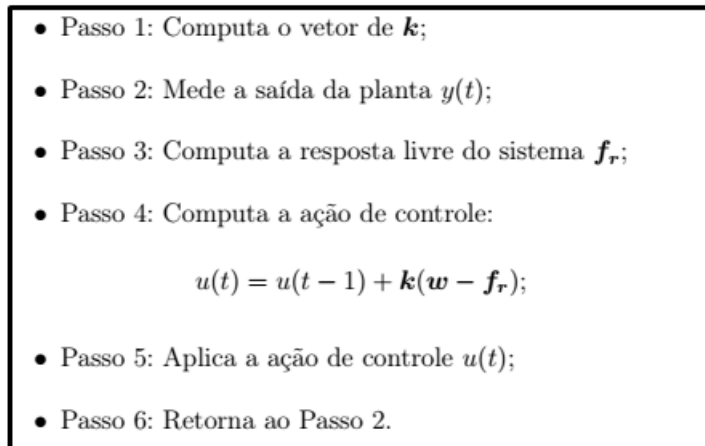 • Passo 1: Computa o vetor de k;
• Passo 2: Mede a saída da planta y(t);
• Passo 3: Computa a resposta livre do sistema fr;
• Passo 4: Computa a ação de controle:
u(t) = u(t − 1) + k(w − fr);
• Passo 5: Aplica a ação de controle u(t);
• Passo 6: Retorna ao Passo 2.